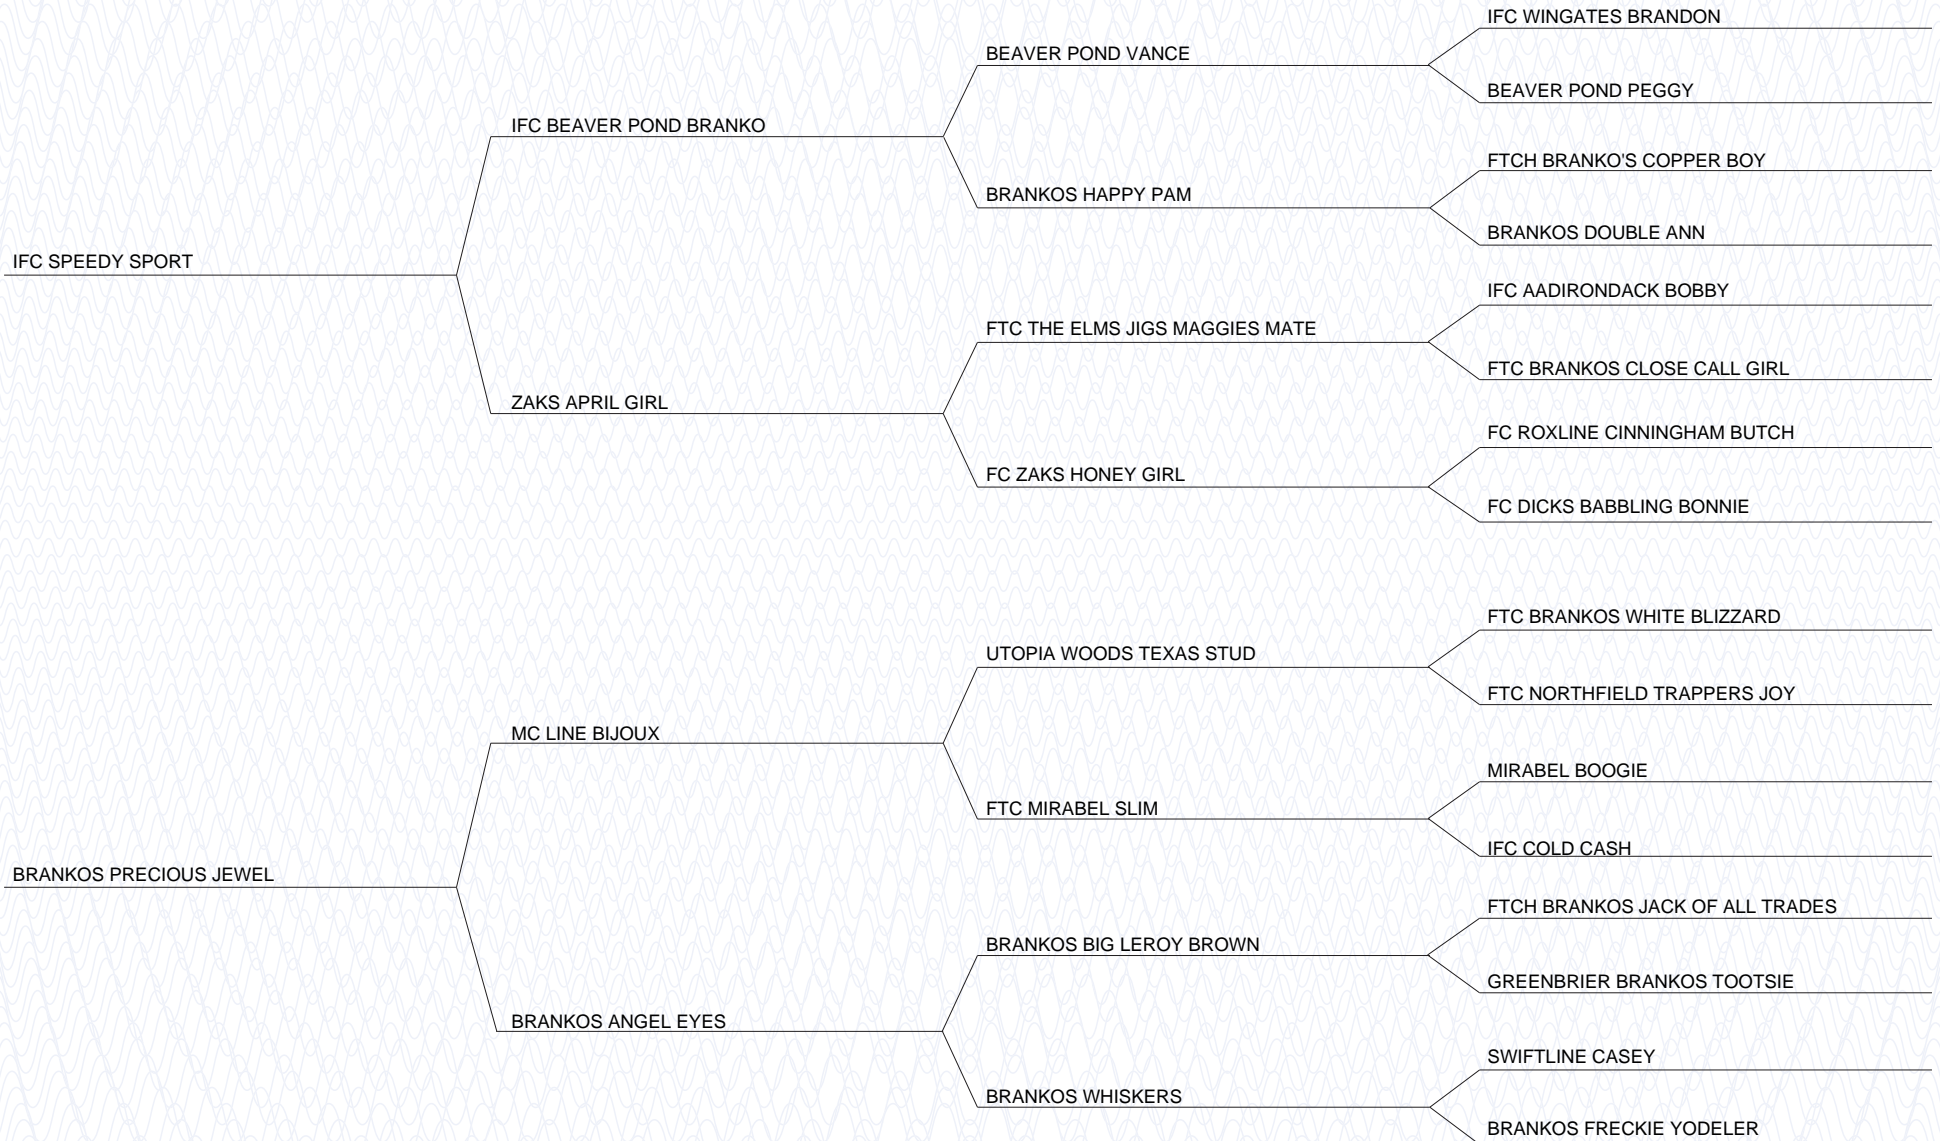 IFC WINGATES BRANDON
BEAVER POND VANCE
BEAVER POND PEGGY
IFC BEAVER POND BRANKO
FTCH BRANKO'S COPPER BOY
BRANKOS HAPPY PAM
BRANKOS DOUBLE ANN
IFC SPEEDY SPORT
IFC AADIRONDACK BOBBY
FTC THE ELMS JIGS MAGGIES MATE
FTC BRANKOS CLOSE CALL GIRL
ZAKS APRIL GIRL
FC ROXLINE CINNINGHAM BUTCH
FC ZAKS HONEY GIRL
FC DICKS BABBLING BONNIE
FTC BRANKOS WHITE BLIZZARD
UTOPIA WOODS TEXAS STUD
FTC NORTHFIELD TRAPPERS JOY
MC LINE BIJOUX
MIRABEL BOOGIE
FTC MIRABEL SLIM
IFC COLD CASH
BRANKOS PRECIOUS JEWEL
FTCH BRANKOS JACK OF ALL TRADES
BRANKOS BIG LEROY BROWN
GREENBRIER BRANKOS TOOTSIE
BRANKOS ANGEL EYES
SWIFTLINE CASEY
BRANKOS WHISKERS
BRANKOS FRECKIE YODELER